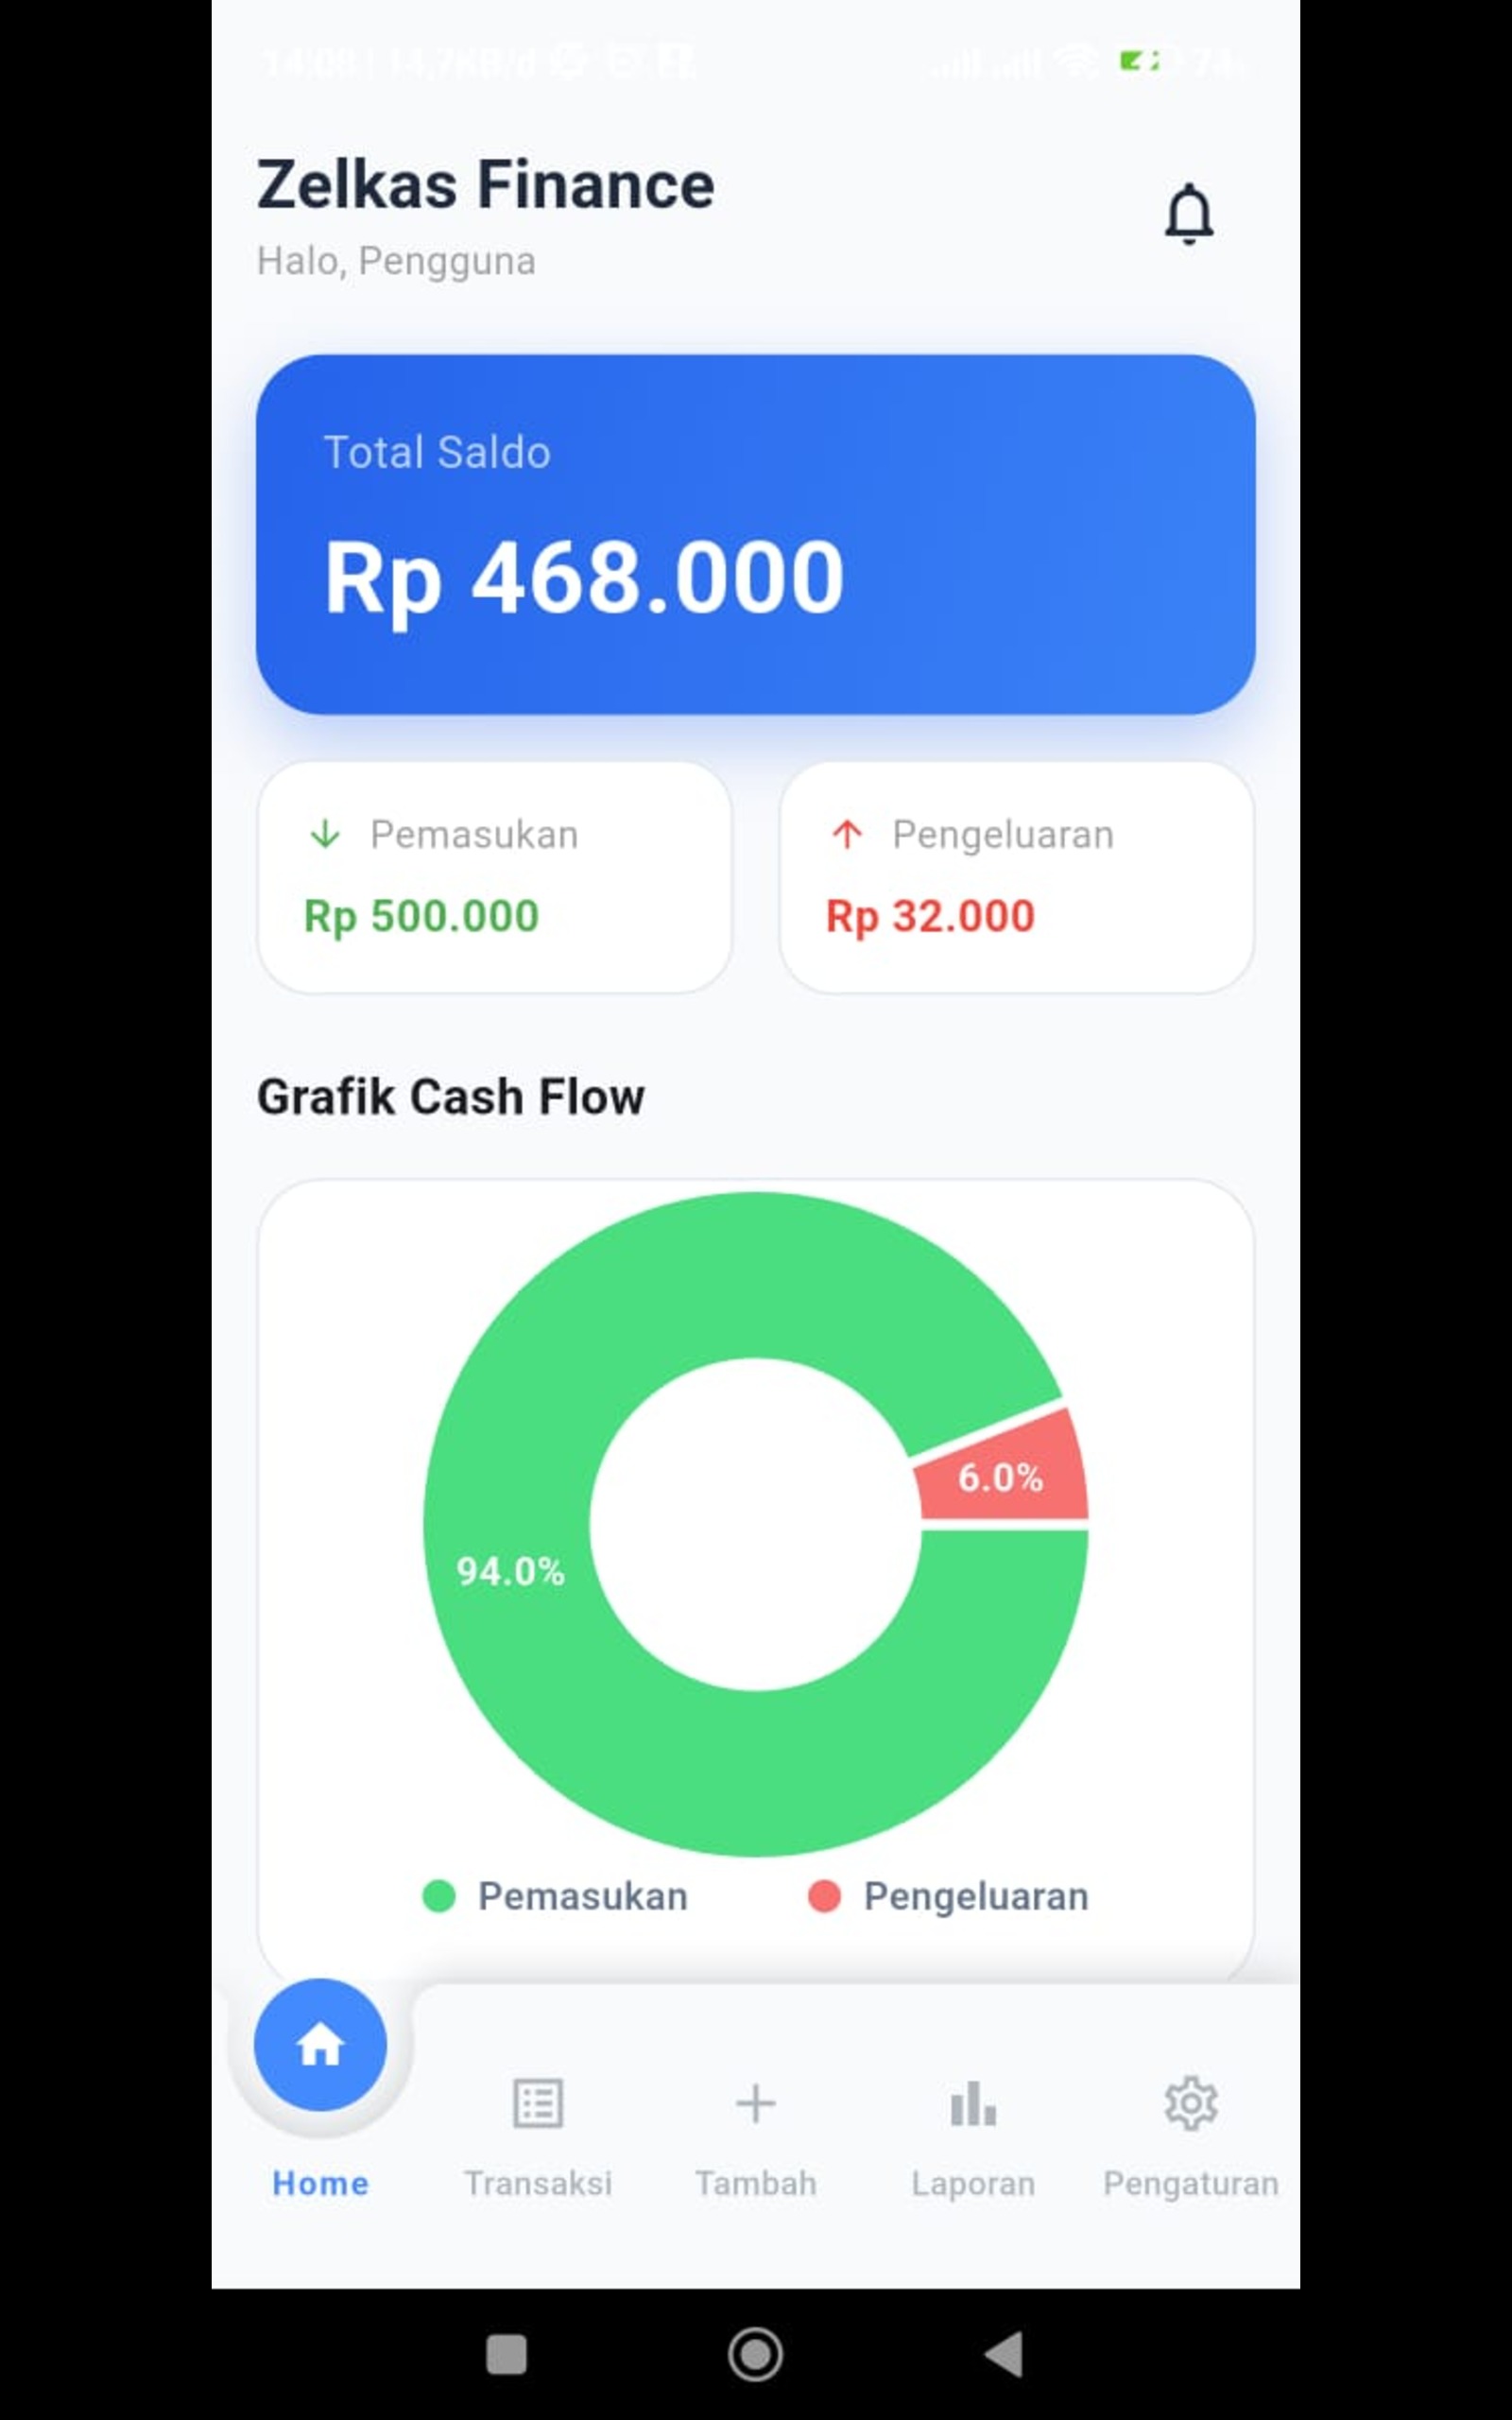 Zelkas Finance
Halo, Pengguna
Total Saldo
Rp 468.000
Pemasukan
Rp 500.000
Pengeluaran
Rp 32.000
Grafik Cash Flow
6.0%
94.0%
Pemasukan
Pengeluaran
Home
Transaksi
Tambah
Laporan
Pengaturan